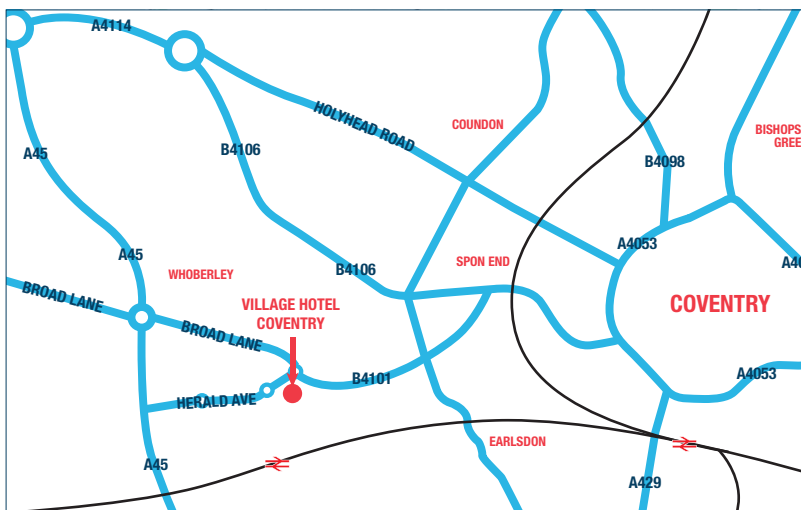 A4114
HOLYHEAD ROAD
COUNDON
BISHOPS
GREE
A45
B4106
B4098
A4053
A45
WHOBERLEY
B4106
SPON END
A40
BROAD LANE
VILLAGE HOTEL
COVENTRY
COVENTRY
BROAD LANE
B4101
A4053
HERALD AVE
EARLSDON
A45
A429